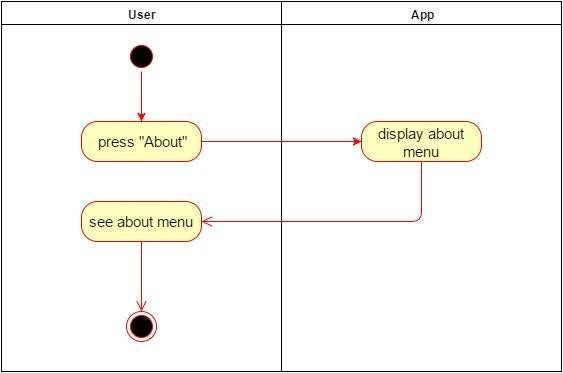 User
App
press "About"
display about
menu
see about menu